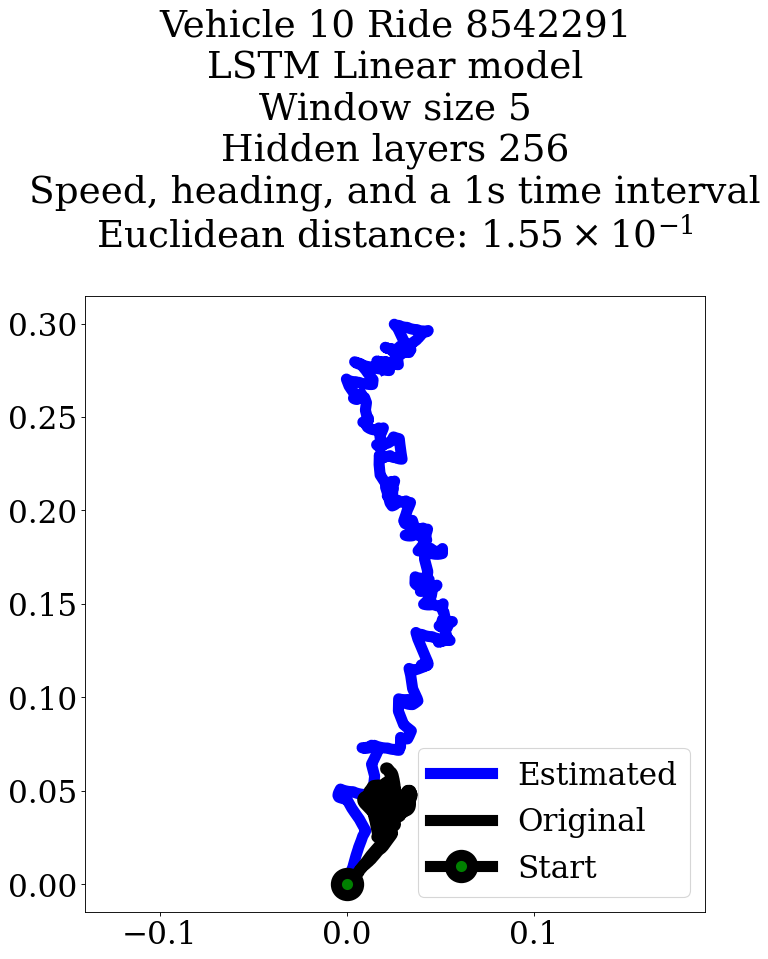 Vehicle 10 Ride 8542291
LSTM Linear model
Window size 5
Hidden layers 256
Speed, heading, and a 1s time interval
Euclidean distance: 1.55 × 10⁻¹
0.30
0.25
0.20
0.15
0.10
0.05
0.00
−0.1 0.0 0.1
Estimated
Original
Start